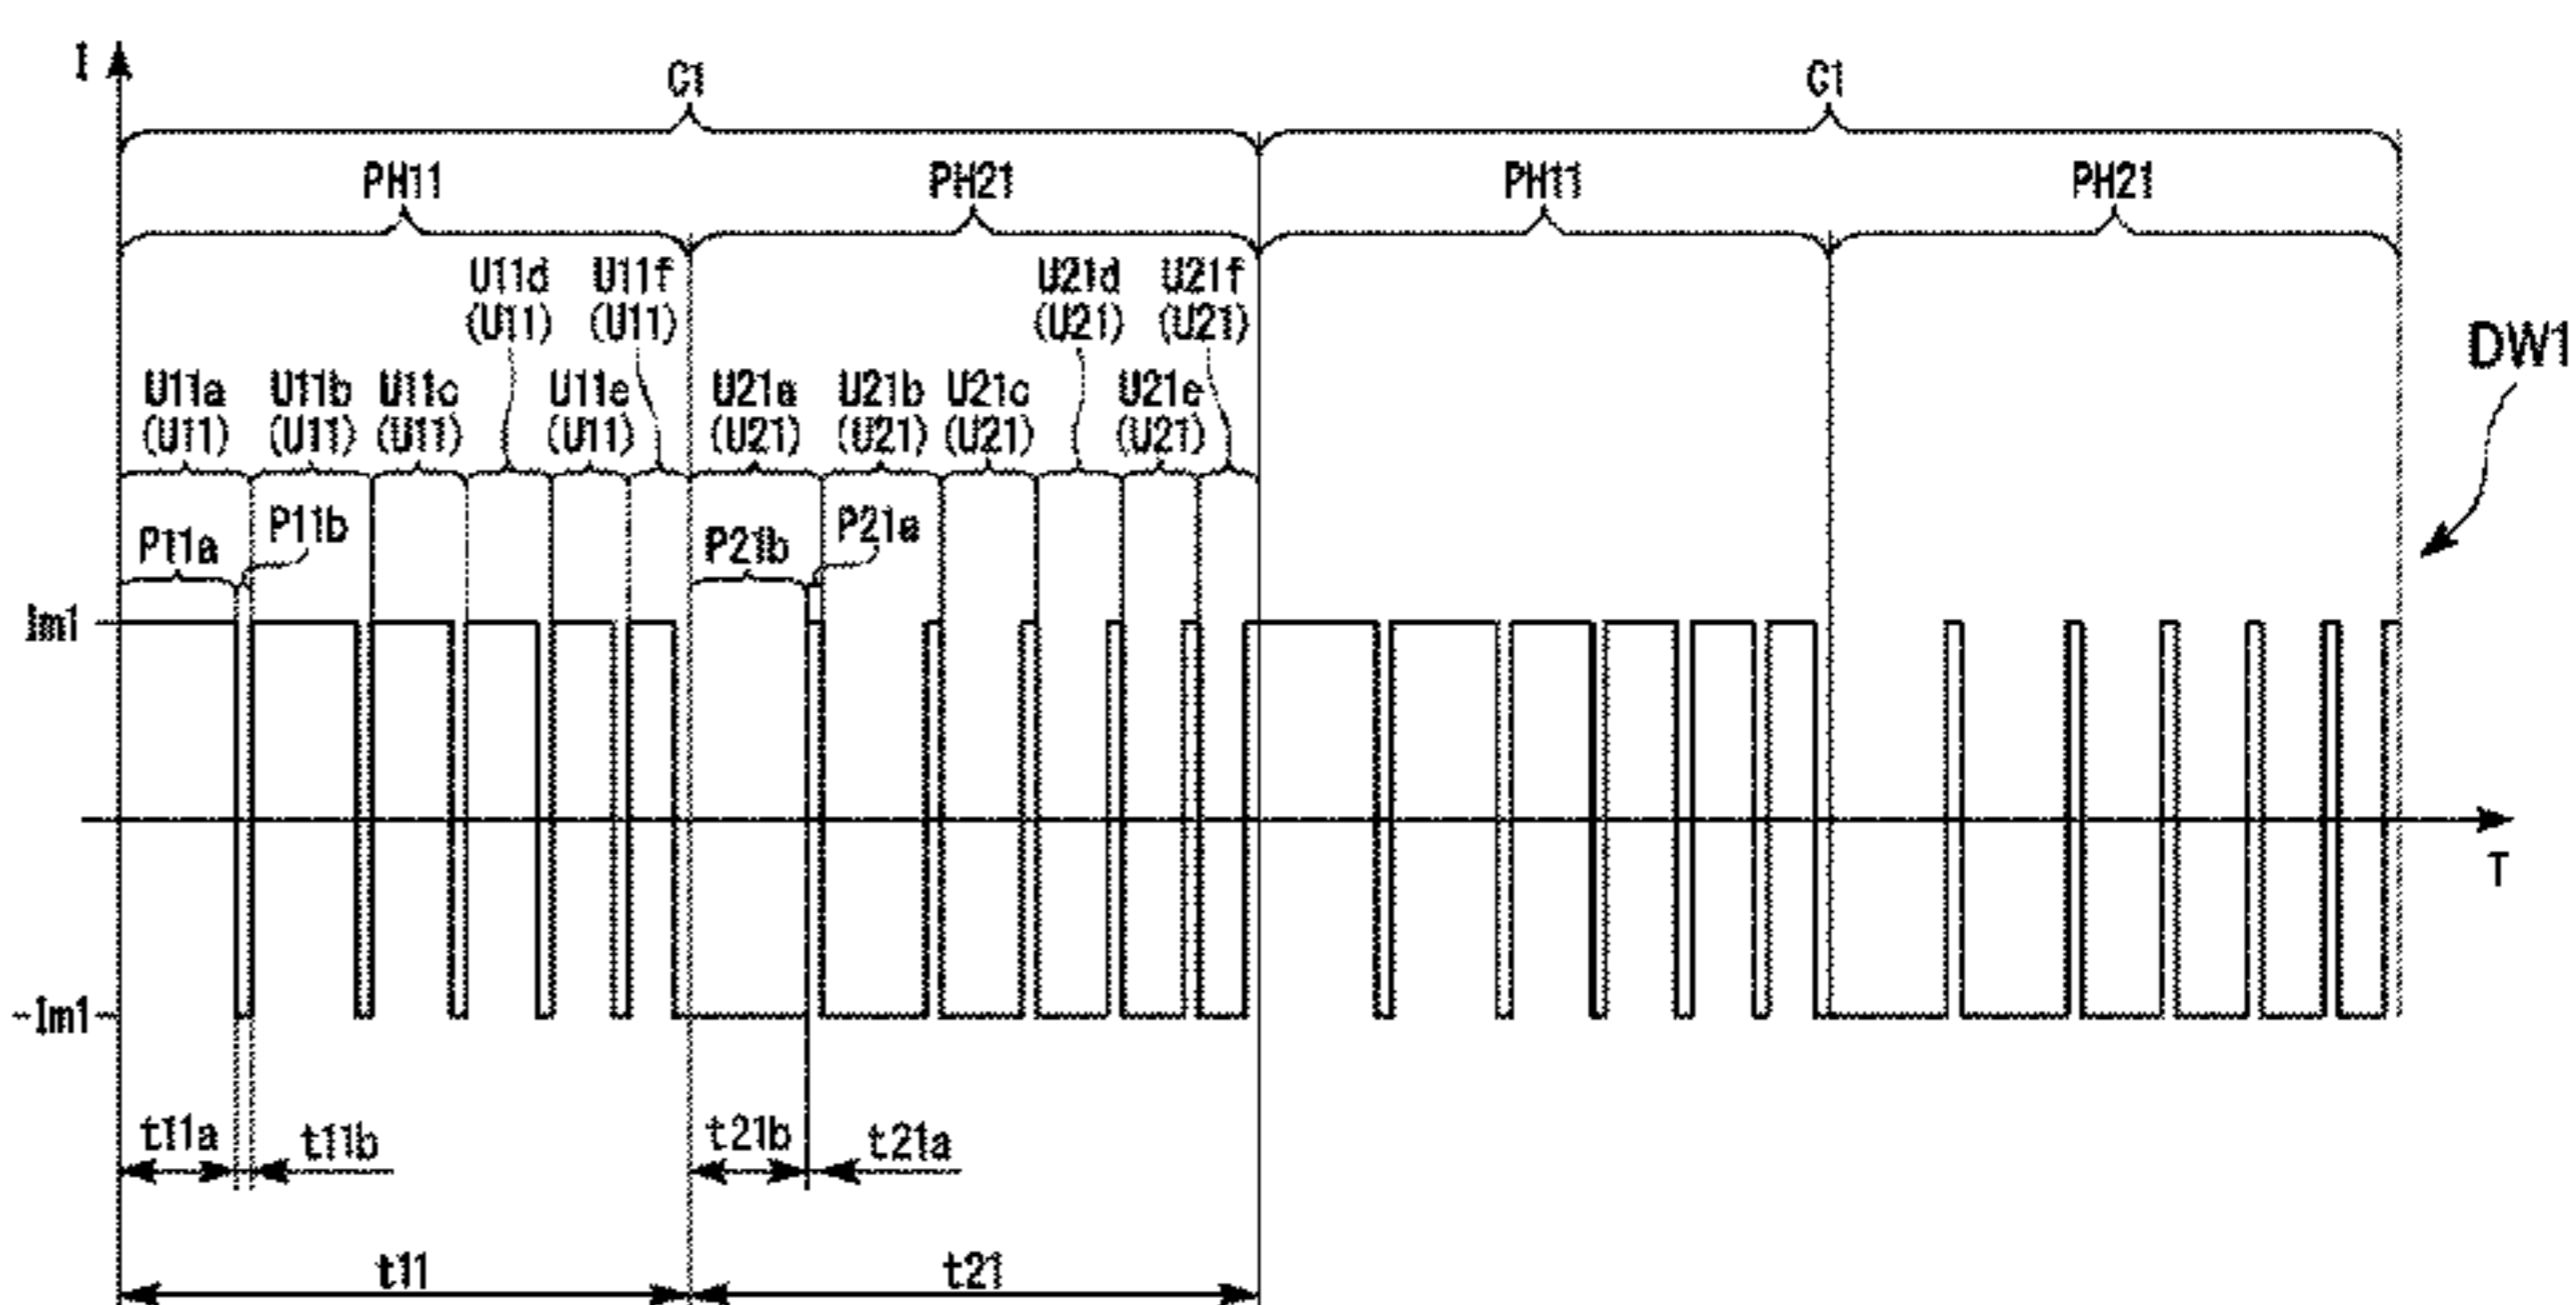 I
C1 C1
PH11 PH21 PH11 PH21
U11d U11f U21d U21f
(U11) (U11) (U21) (U21)
DW1
U11a U11b U11c U11e U21a U21b U21c U21e
(U11) (U11) (U11) (U11) (U21) (U21) (U21) (U21)
P11a P11b P21b P21a
Im1
T
-Im1
t11a t11b t21b t21a
t11 t21